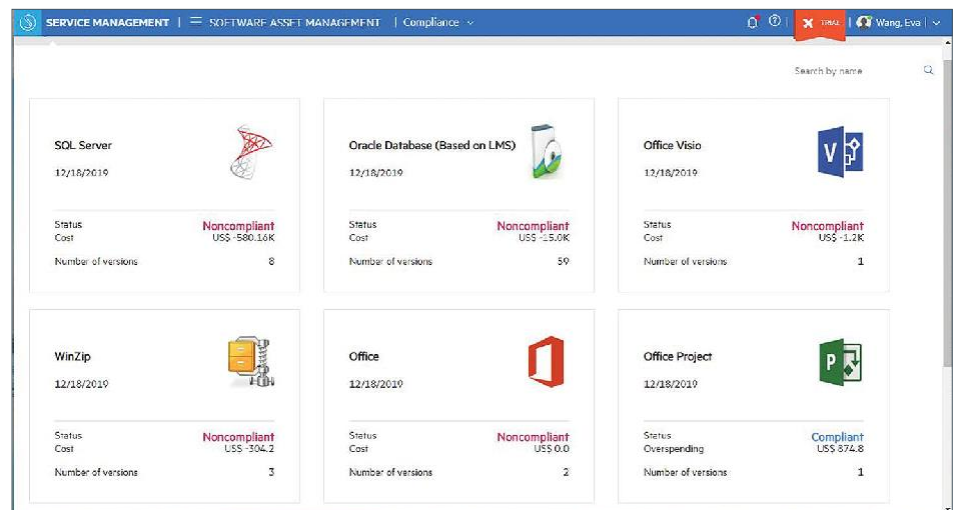 SERVICE MANAGEMENT | SOFTWARE ASSET MANAGEMENT | Compliance TRIAL Wang, Eva
Search by name
SQL Server
12/18/2019
Status Noncompliant
Cost US$ -580.16K
Number of versions 8
Oracle Database (Based on LMS)
12/18/2019
Status Noncompliant
Cost US$ -15.0K
Number of versions 59
Office Visio
12/18/2019
Status Noncompliant
Cost US$ -1.2K
Number of versions 1
WinZip
12/18/2019
Status Noncompliant
Cost US$ -304.2
Number of versions 3
Office
12/18/2019
Status Noncompliant
Cost US$ 0.0
Number of versions 2
Office Project
12/18/2019
Status Compliant
Overspending US$ 874.8
Number of versions 1